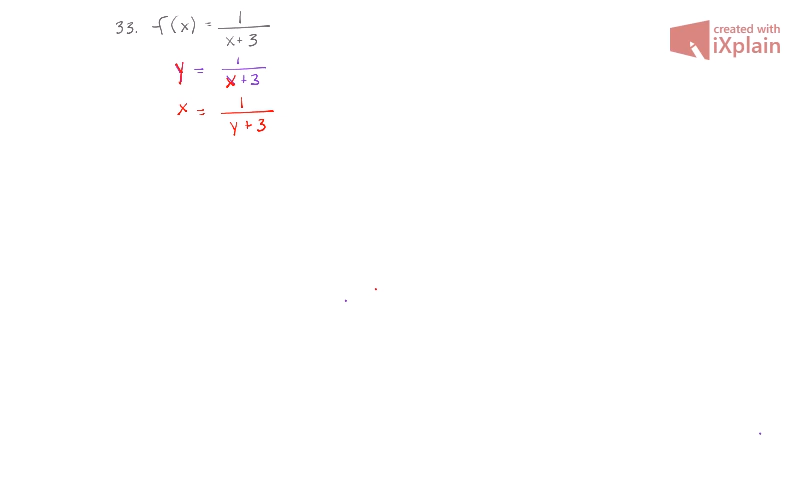 33. f(x) = 1/(x+3)
y = 1/(x+3)
x = 1/(y+3)
created with
iXplain